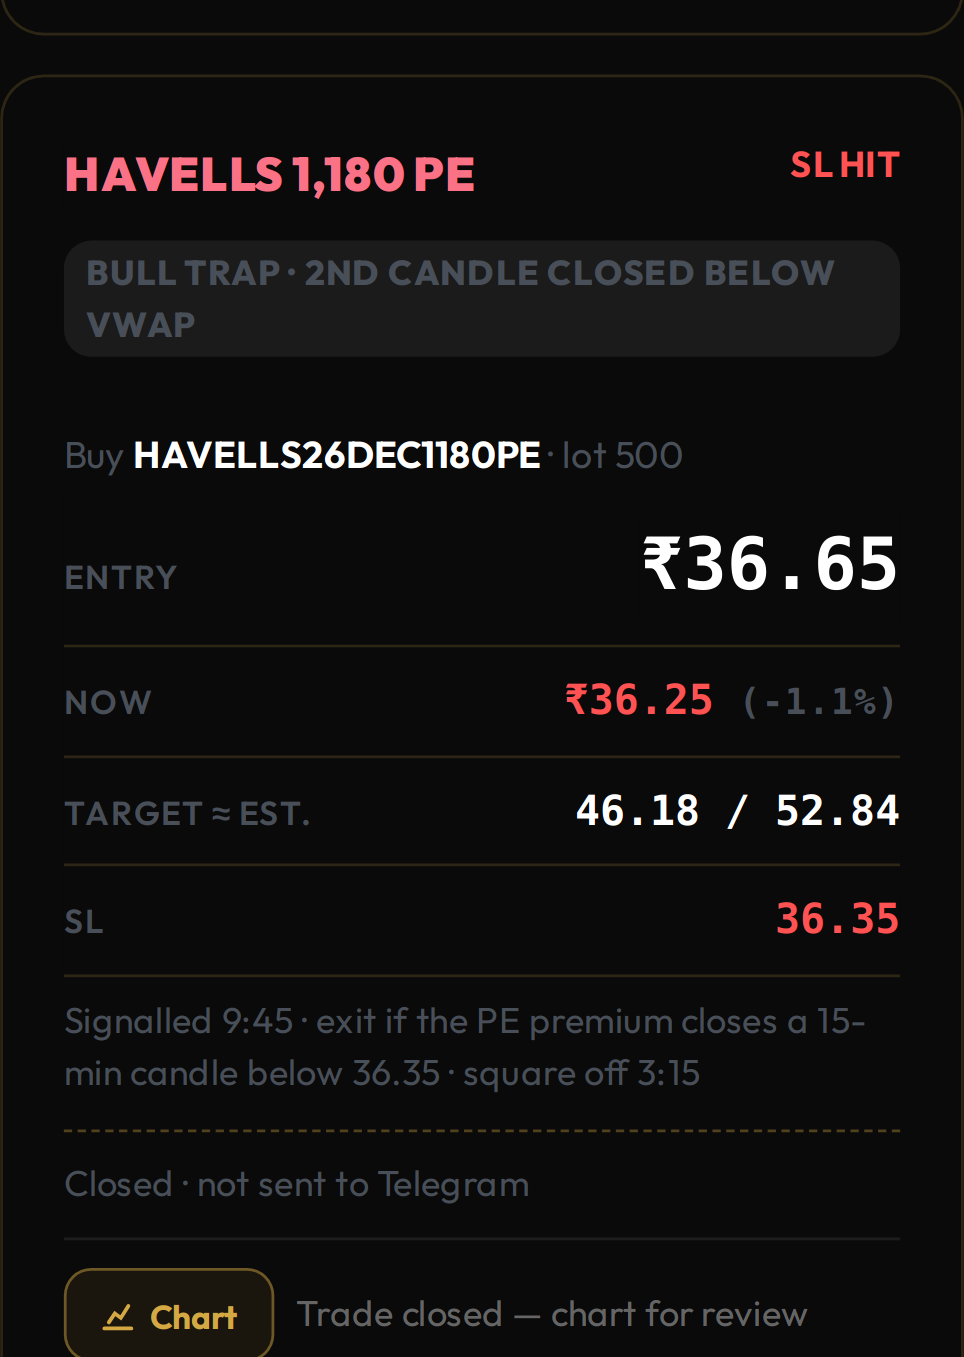 HAVELLS 1,180 PE
SL HIT
BULL TRAP · 2ND CANDLE CLOSED BELOW
VWAP
Buy HAVELLS26DEC1180PE · lot 500
ENTRY ₹36.65
NOW ₹36.25 (-1.1%)
TARGET ≈ EST. 46.18 / 52.84
SL 36.35
Signalled 9:45 · exit if the PE premium closes a 15-
min candle below 36.35 · square off 3:15
Closed · not sent to Telegram
Chart Trade closed — chart for review